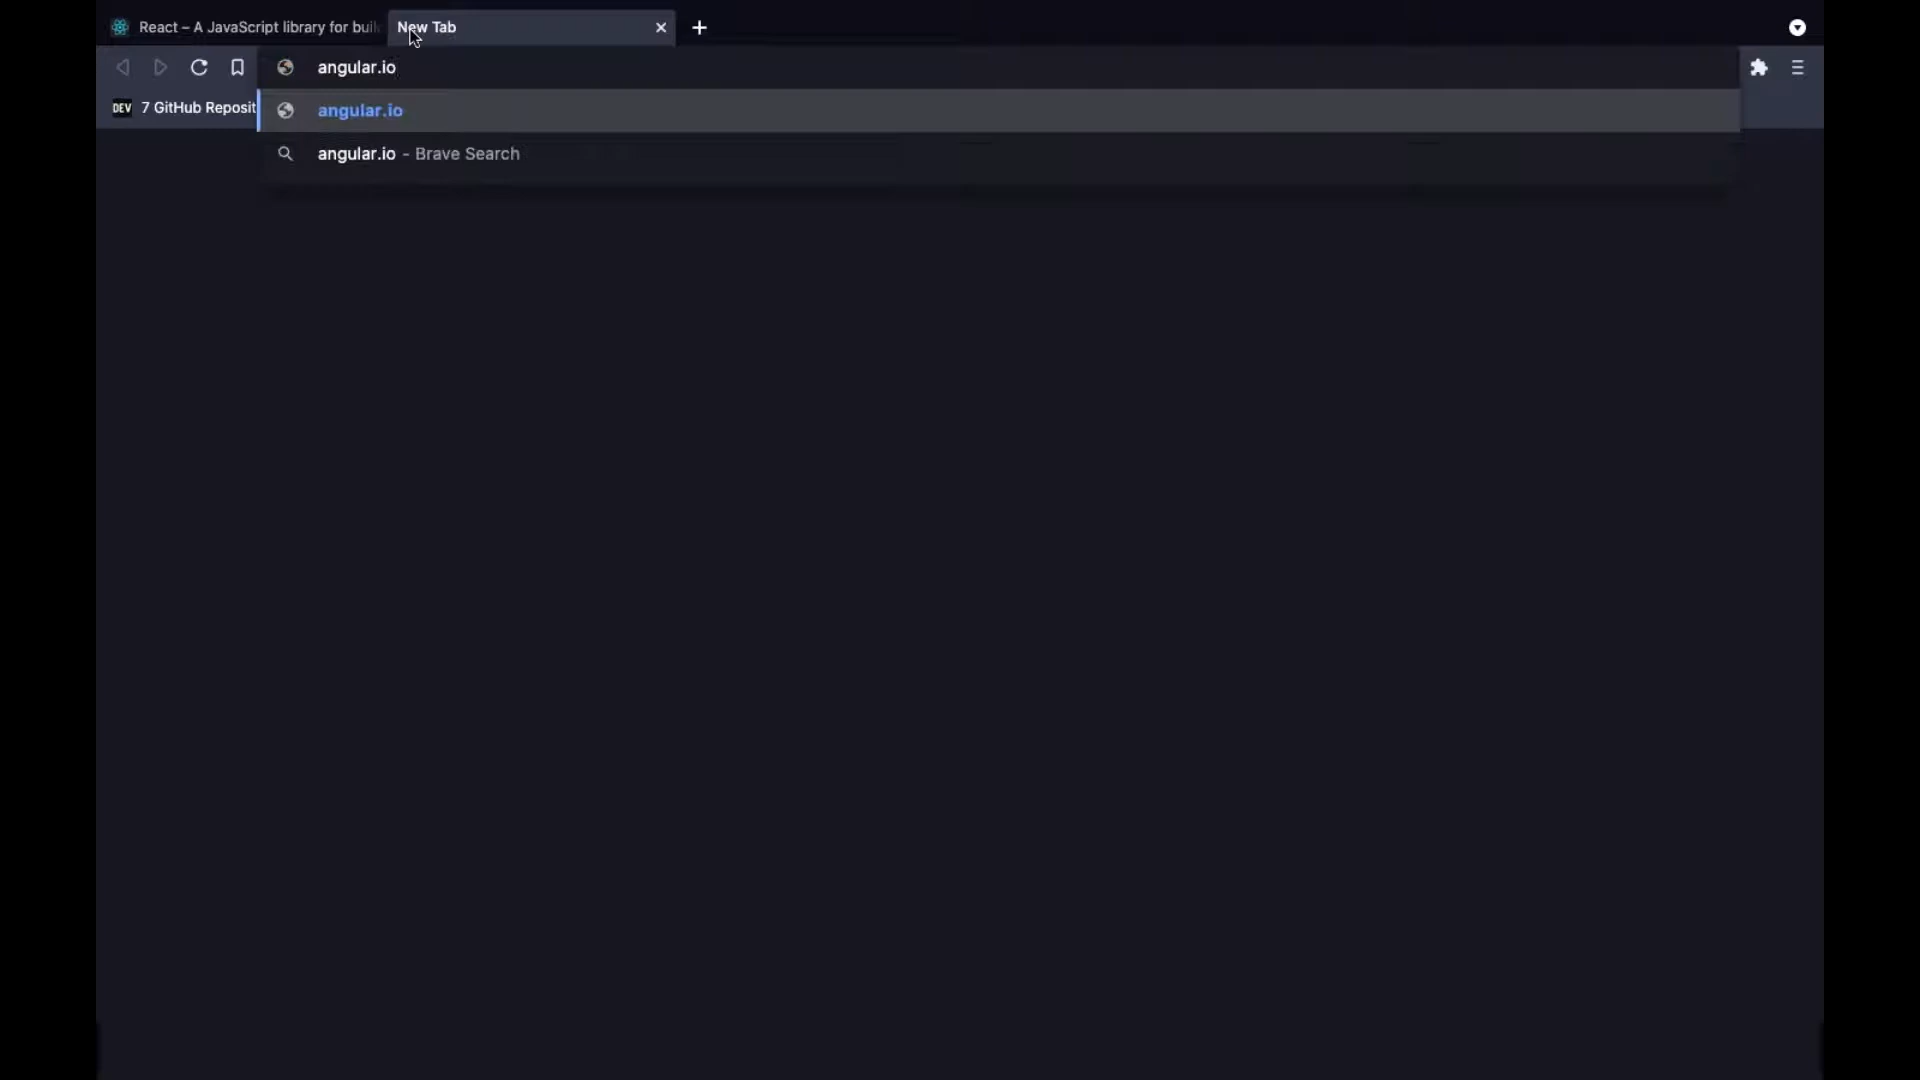 React – A JavaScript library for buil
New Tab
angular.io
DEV 7 GitHub Reposit
angular.io
angular.io - Brave Search